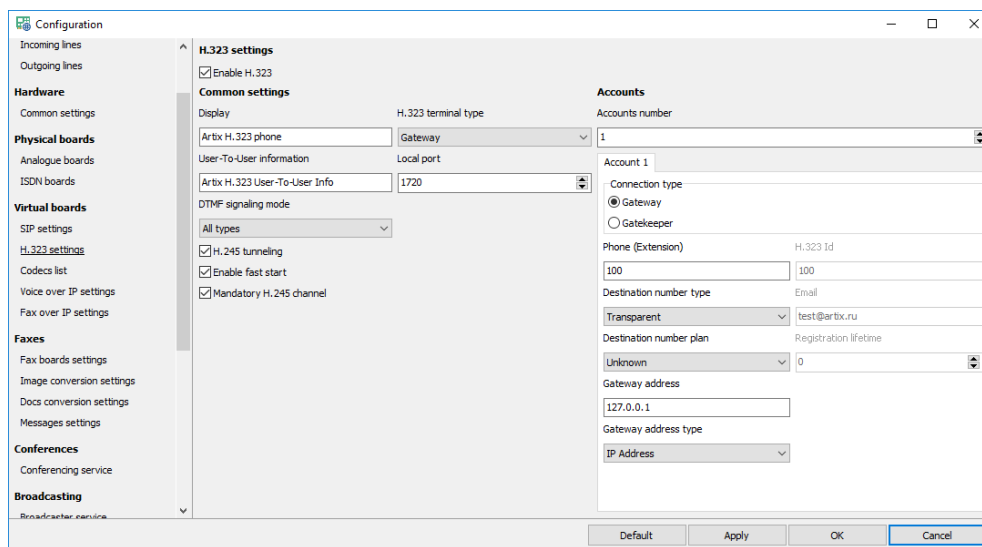 Configuration
Incoming lines
Outgoing lines
Hardware
Common settings
Physical boards
Analogue boards
ISDN boards
Virtual boards
SIP settings
H.323 settings
Codecs list
Voice over IP settings
Fax over IP settings
Faxes
Fax boards settings
Image conversion settings
Docs conversion settings
Messages settings
Conferences
Conferencing service
Broadcasting
Broadcaster service
H.323 settings
Enable H.323
Common settings
Display
H.323 terminal type
Artix H.323 phone
Gateway
User-To-User information
Local port
Artix H.323 User-To-User Info
1720
DTMF signaling mode
All types
H.245 tunneling
Enable fast start
Mandatory H.245 channel
Accounts
Accounts number
1
Account 1
Connection type
Gateway
Gatekeeper
Phone (Extension)
H.323 Id
100
100
Destination number type
Email
Transparent
test@artix.ru
Destination number plan
Registration lifetime
Unknown
0
Gateway address
127.0.0.1
Gateway address type
IP Address
Default
Apply
OK
Cancel